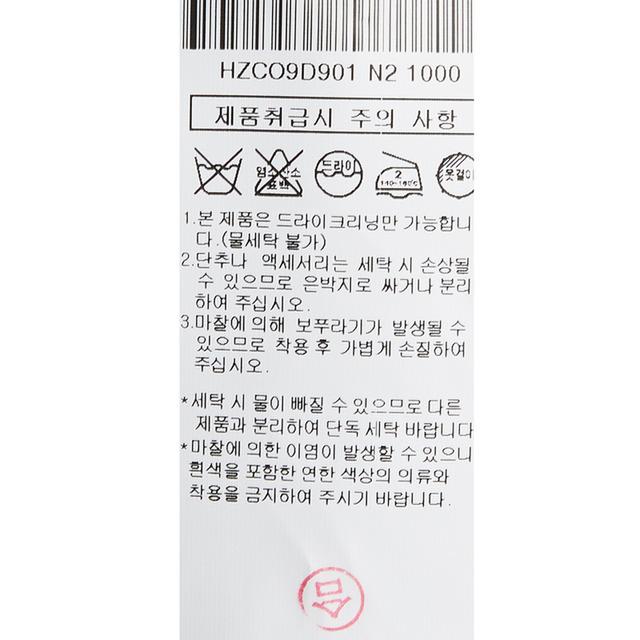 HZCO9D901 N2 1000
제품취급시 주의 사항
염소산소
표백
드라이
2
140~160℃
옷걸이
1.본 제품은 드라이크리닝만 가능합니
다.(물세탁 불가)
2.단추나 액세서리는 세탁 시 손상될
수 있으므로 은박지로 싸거나 분리
하여 주십시오.
3.마찰에 의해 보푸라기가 발생될 수
있으므로 착용 후 가볍게 손질하여
주십시오.
*세탁 시 물이 빠질 수 있으므로 다른
제품과 분리하여 단독 세탁 바랍니다
*마찰에 의한 이염이 발생할 수 있으니
흰색을 포함한 연한 색상의 의류와
착용을 금지하여 주시기 바랍니다.
합